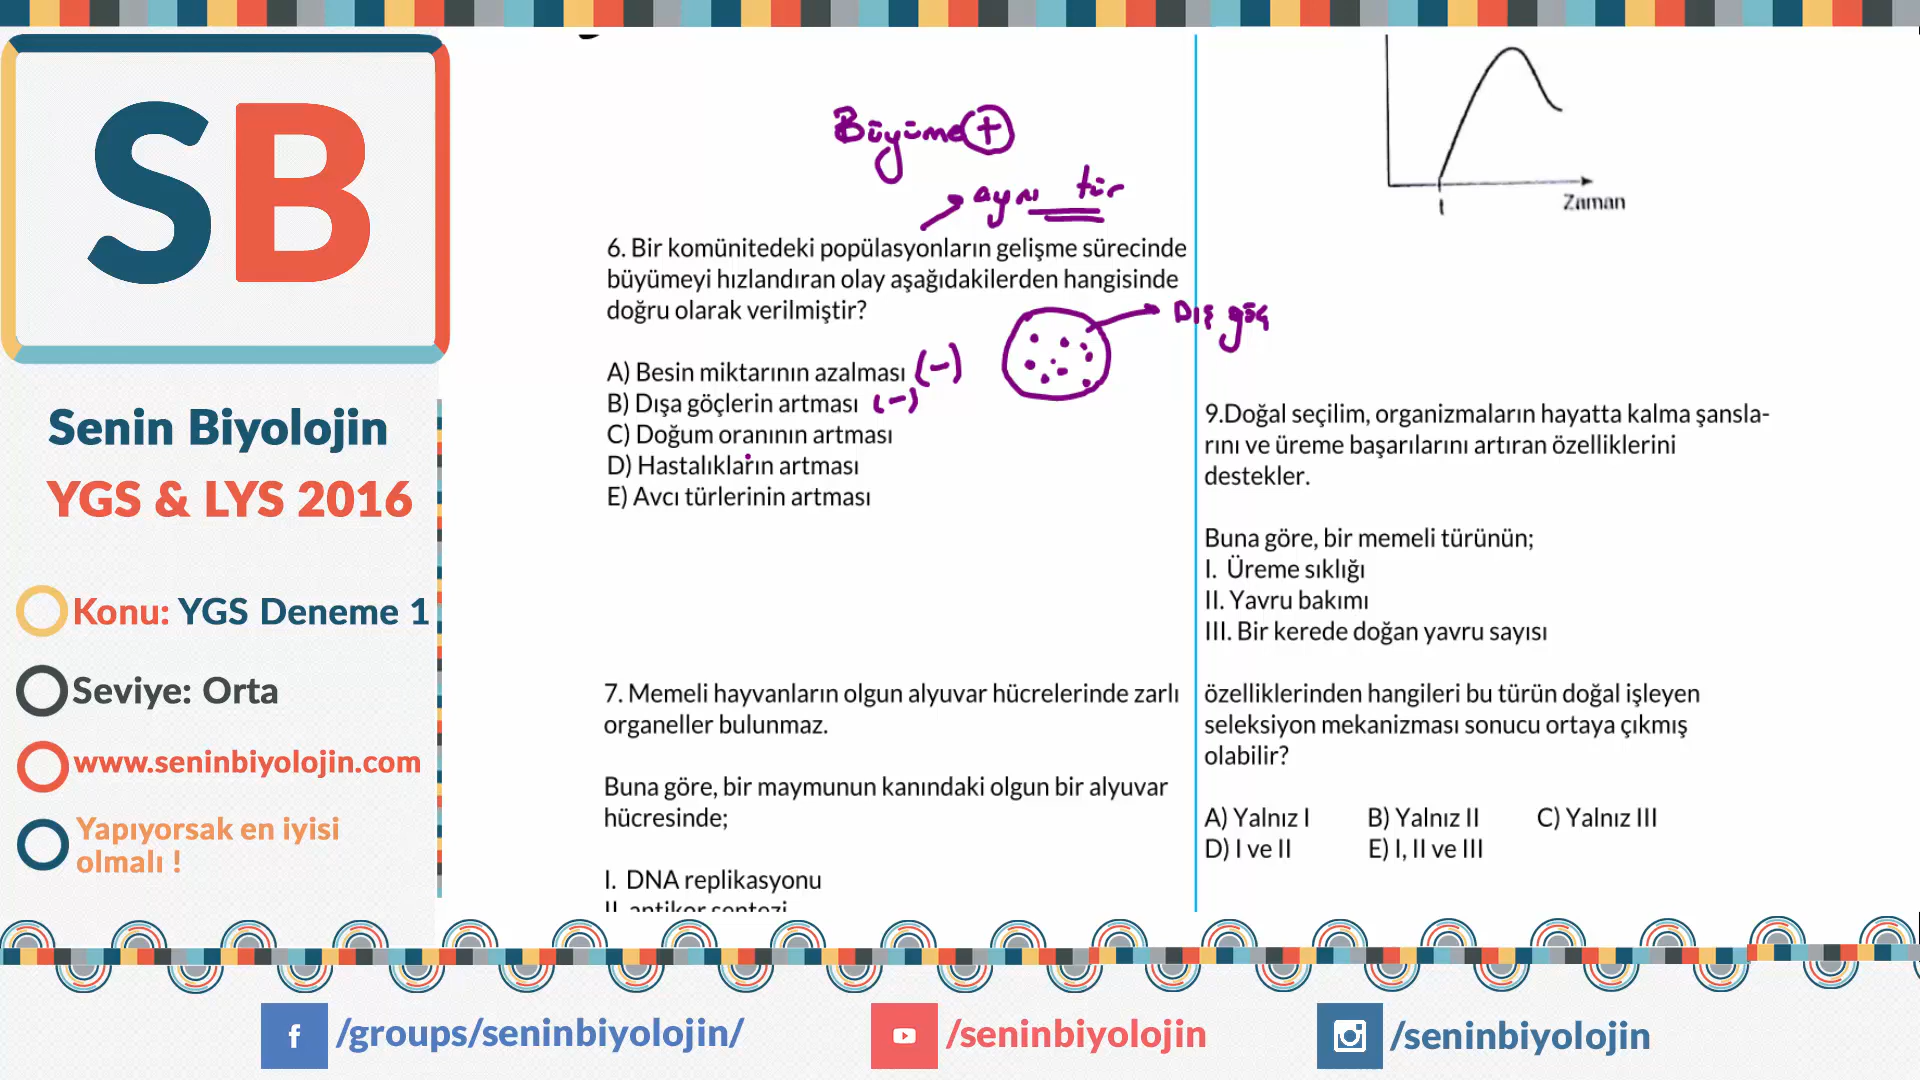 SB
Senin Biyolojin
YGS & LYS 2016
Konu: YGS Deneme 1
Seviye: Orta
www.seninbiyolojin.com
Yapıyorsak en iyisi
olmalı !
Büyüme +
aynı tür
6. Bir komünitedeki popülasyonların gelişme sürecinde
büyümeyi hızlandıran olay aşağıdakilerden hangisinde
doğru olarak verilmiştir?
Dış göç
A) Besin miktarının azalması (-)
B) Dışa göçlerin artması (-)
C) Doğum oranının artması
D) Hastalıkların artması
E) Avcı türlerinin artması
7. Memeli hayvanların olgun alyuvar hücrelerinde zarlı
organeller bulunmaz.
Buna göre, bir maymunun kanındaki olgun bir alyuvar
hücresinde;
I. DNA replikasyonu
II. antikor sentezi
t
Zaman
9.Doğal seçilim, organizmaların hayatta kalma şansla-
rını ve üreme başarılarını artıran özelliklerini
destekler.
Buna göre, bir memeli türünün;
I. Üreme sıklığı
II. Yavru bakımı
III. Bir kerede doğan yavru sayısı
özelliklerinden hangileri bu türün doğal işleyen
seleksiyon mekanizması sonucu ortaya çıkmış
olabilir?
A) Yalnız I B) Yalnız II C) Yalnız III
D) I ve II E) I, II ve III
f /groups/seninbiyolojin/
/seninbiyolojin
/seninbiyolojin